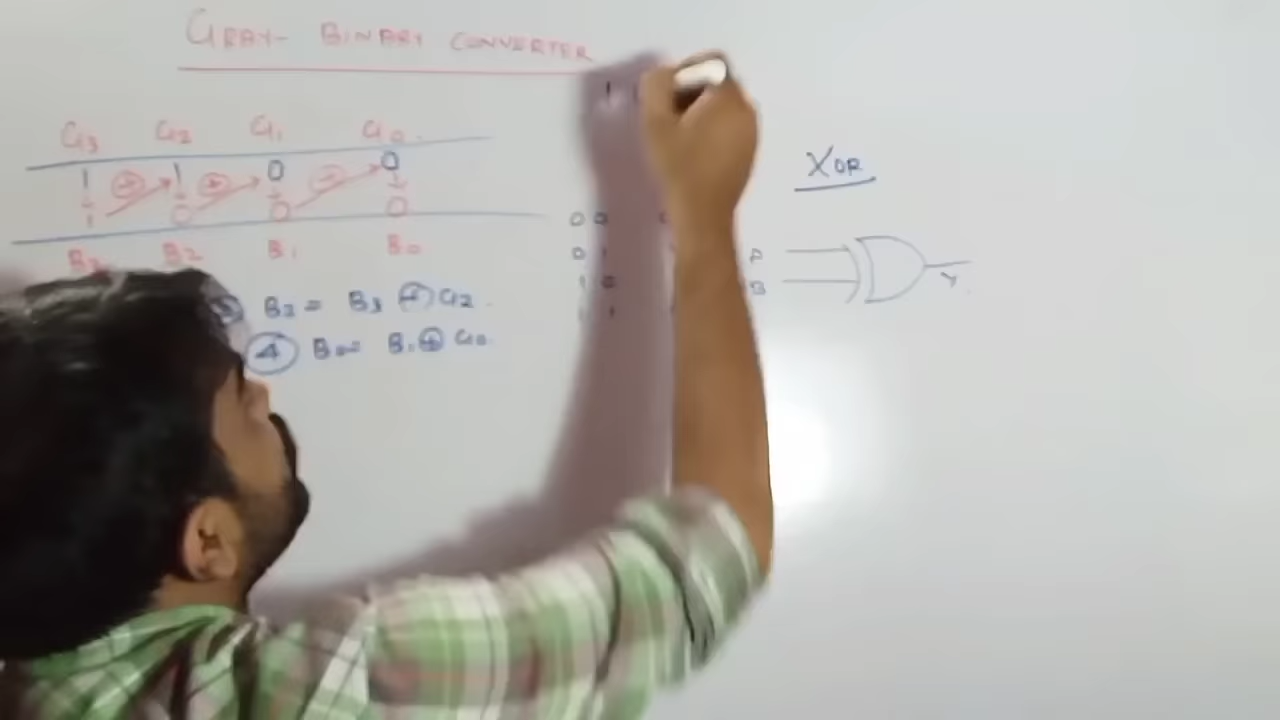 GRAY- BINARY CONVERTER
G3 G2 G1 G0
1 1 0 0
+ + +
1 0 0 0
B2 B1 B0
B2 = B3 + G2
4 B0= B1 + G0
0 0
0 1
1 0
1 1
XOR
B
Y